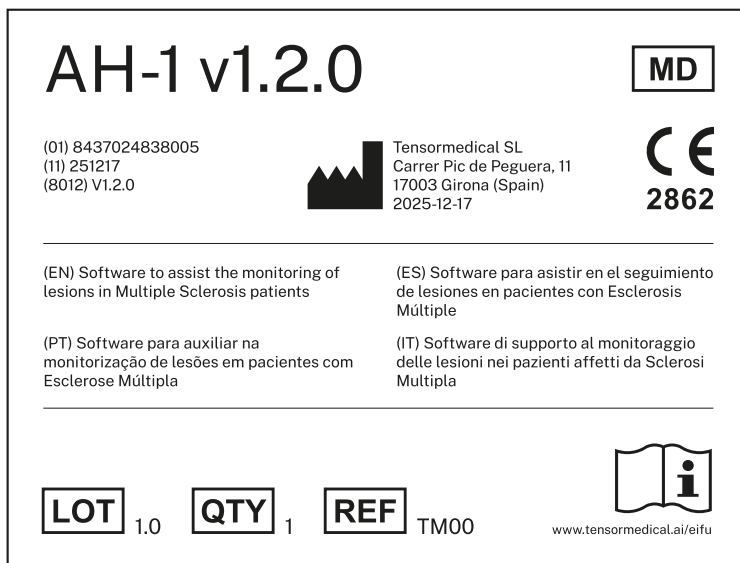 AH-1 v1.2.0
MD
(01) 8437024838005
(11) 251217
(8012) V1.2.0
Tensormedical SL
Carrer Pic de Peguera, 11
17003 Girona (Spain)
2025-12-17
CE
2862
(EN) Software to assist the monitoring of
lesions in Multiple Sclerosis patients
(ES) Software para asistir en el seguimiento
de lesiones en pacientes con Esclerosis
Múltiple
(PT) Software para auxiliar na
monitorização de lesões em pacientes com
Esclerose Múltipla
(IT) Software di supporto al monitoraggio
delle lesioni nei pazienti affetti da Sclerosi
Multipla
LOT 1.0
QTY 1
REF TM00
i
www.tensormedical.ai/eifu